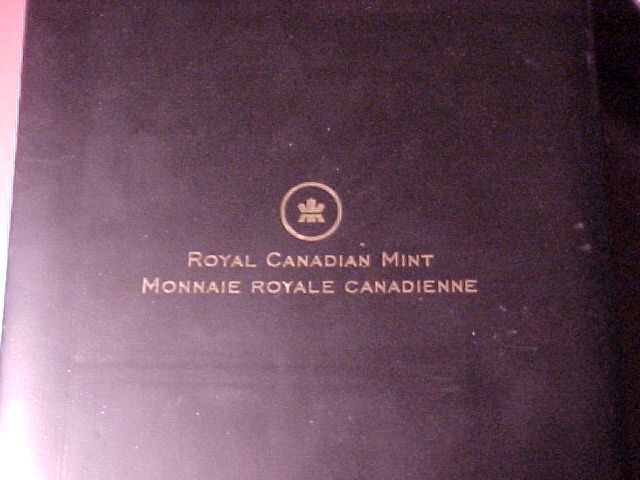 ROYAL CANADIAN MINT
MONNAIE ROYALE CANADIENNE